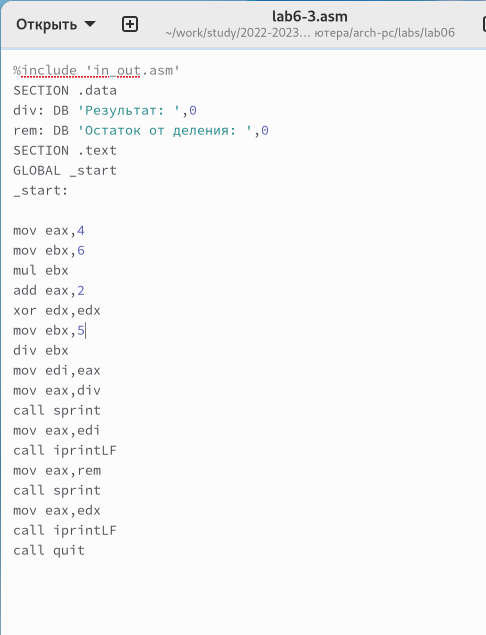 Открыть
lab6-3.asm
~/work/study/2022-2023... ютера/arch-pc/labs/lab06
%include 'in_out.asm'
SECTION .data
div: DB 'Результат: ',0
rem: DB 'Остаток от деления: ',0
SECTION .text
GLOBAL _start
_start:
mov eax,4
mov ebx,6
mul ebx
add eax,2
xor edx,edx
mov ebx,5
div ebx
mov edi,eax
mov eax,div
call sprint
mov eax,edi
call iprintLF
mov eax,rem
call sprint
mov eax,edx
call iprintLF
call quit